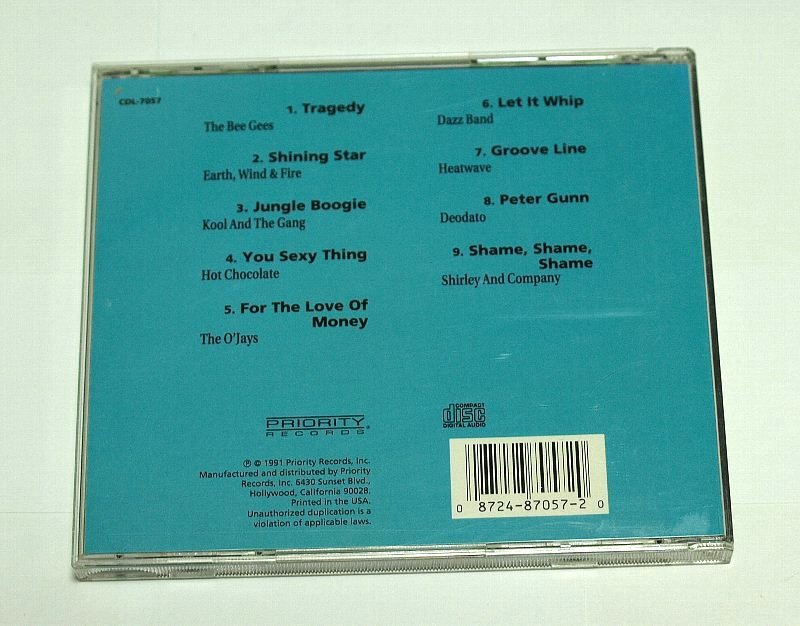 CDL-7057
1. Tragedy
The Bee Gees
2. Shining Star
Earth, Wind & Fire
3. Jungle Boogie
Kool And The Gang
4. You Sexy Thing
Hot Chocolate
5. For The Love Of
Money
The O'Jays
6. Let It Whip
Dazz Band
7. Groove Line
Heatwave
8. Peter Gunn
Deodato
9. Shame, Shame,
Shame
Shirley And Company
PRIORITY
RECORDS®
℗ © 1991 Priority Records, Inc.
Manufactured and distributed by Priority
Records, Inc. 6430 Sunset Blvd.,
Hollywood, California 90028.
Printed in the USA.
Unauthorized duplication is a
violation of applicable laws.
COMPACT
disc
DIGITAL AUDIO
0 8724-87057-2 0